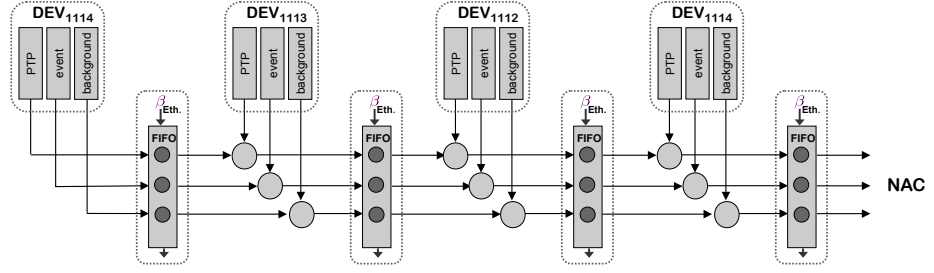 DEV1114
PTP
event
background
DEV1113
PTP
event
background
DEV1112
PTP
event
background
DEV1114
PTP
event
background
βEth.
FIFO
βEth.
FIFO
βEth.
FIFO
βEth.
FIFO
NAC